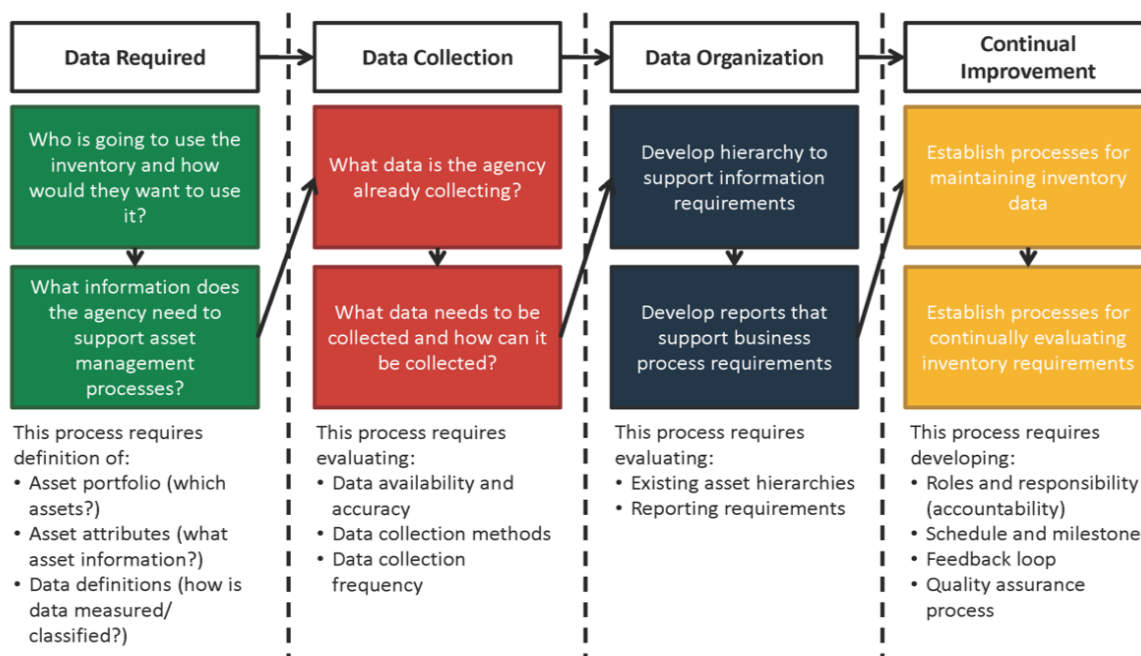 Data Required
Data Collection
Data Organization
Continual
Improvement
Who is going to use the
inventory and how
would they want to use
it?
What information does
the agency need to
support asset
management
processes?
This process requires
definition of:
• Asset portfolio (which
assets?)
• Asset attributes (what
asset information?)
• Data definitions (how is
data measured/
classified?)
What data is the agency
already collecting?
What data needs to be
collected and how can it
be collected?
This process requires
evaluating:
• Data availability and
accuracy
• Data collection methods
• Data collection
frequency
Develop hierarchy to
support information
requirements
Develop reports that
support business
process requirements
This process requires
evaluating:
• Existing asset hierarchies
• Reporting requirements
Establish processes for
maintaining inventory
data
Establish processes for
continually evaluating
inventory requirements
This process requires
developing:
• Roles and responsibility
(accountability)
• Schedule and milestone
• Feedback loop
• Quality assurance
process